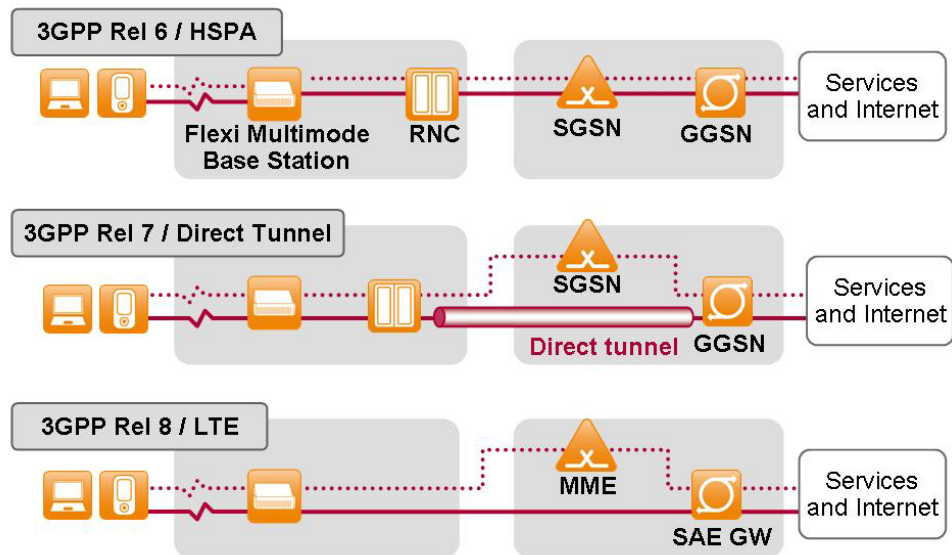 3GPP Rel 6 / HSPA
Flexi Multimode
Base Station
RNC
SGSN
GGSN
Services
and Internet
3GPP Rel 7 / Direct Tunnel
SGSN
Direct tunnel
GGSN
Services
and Internet
3GPP Rel 8 / LTE
MME
SAE GW
Services
and Internet